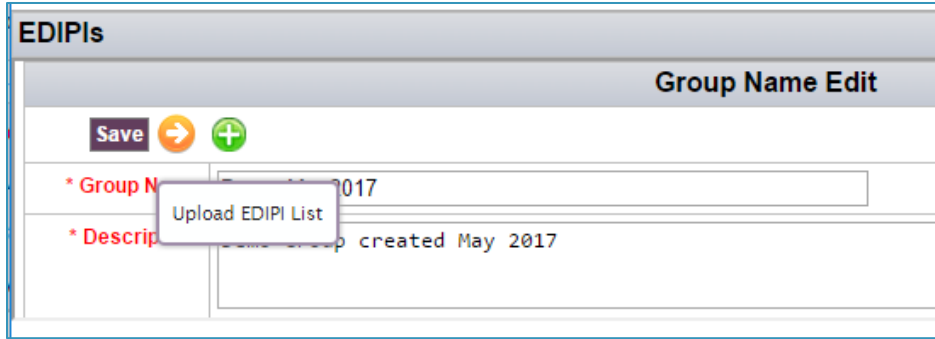 EDIPIs
Group Name Edit
Save
* Group N
2017
Upload EDIPI List
* Descrip
created May 2017